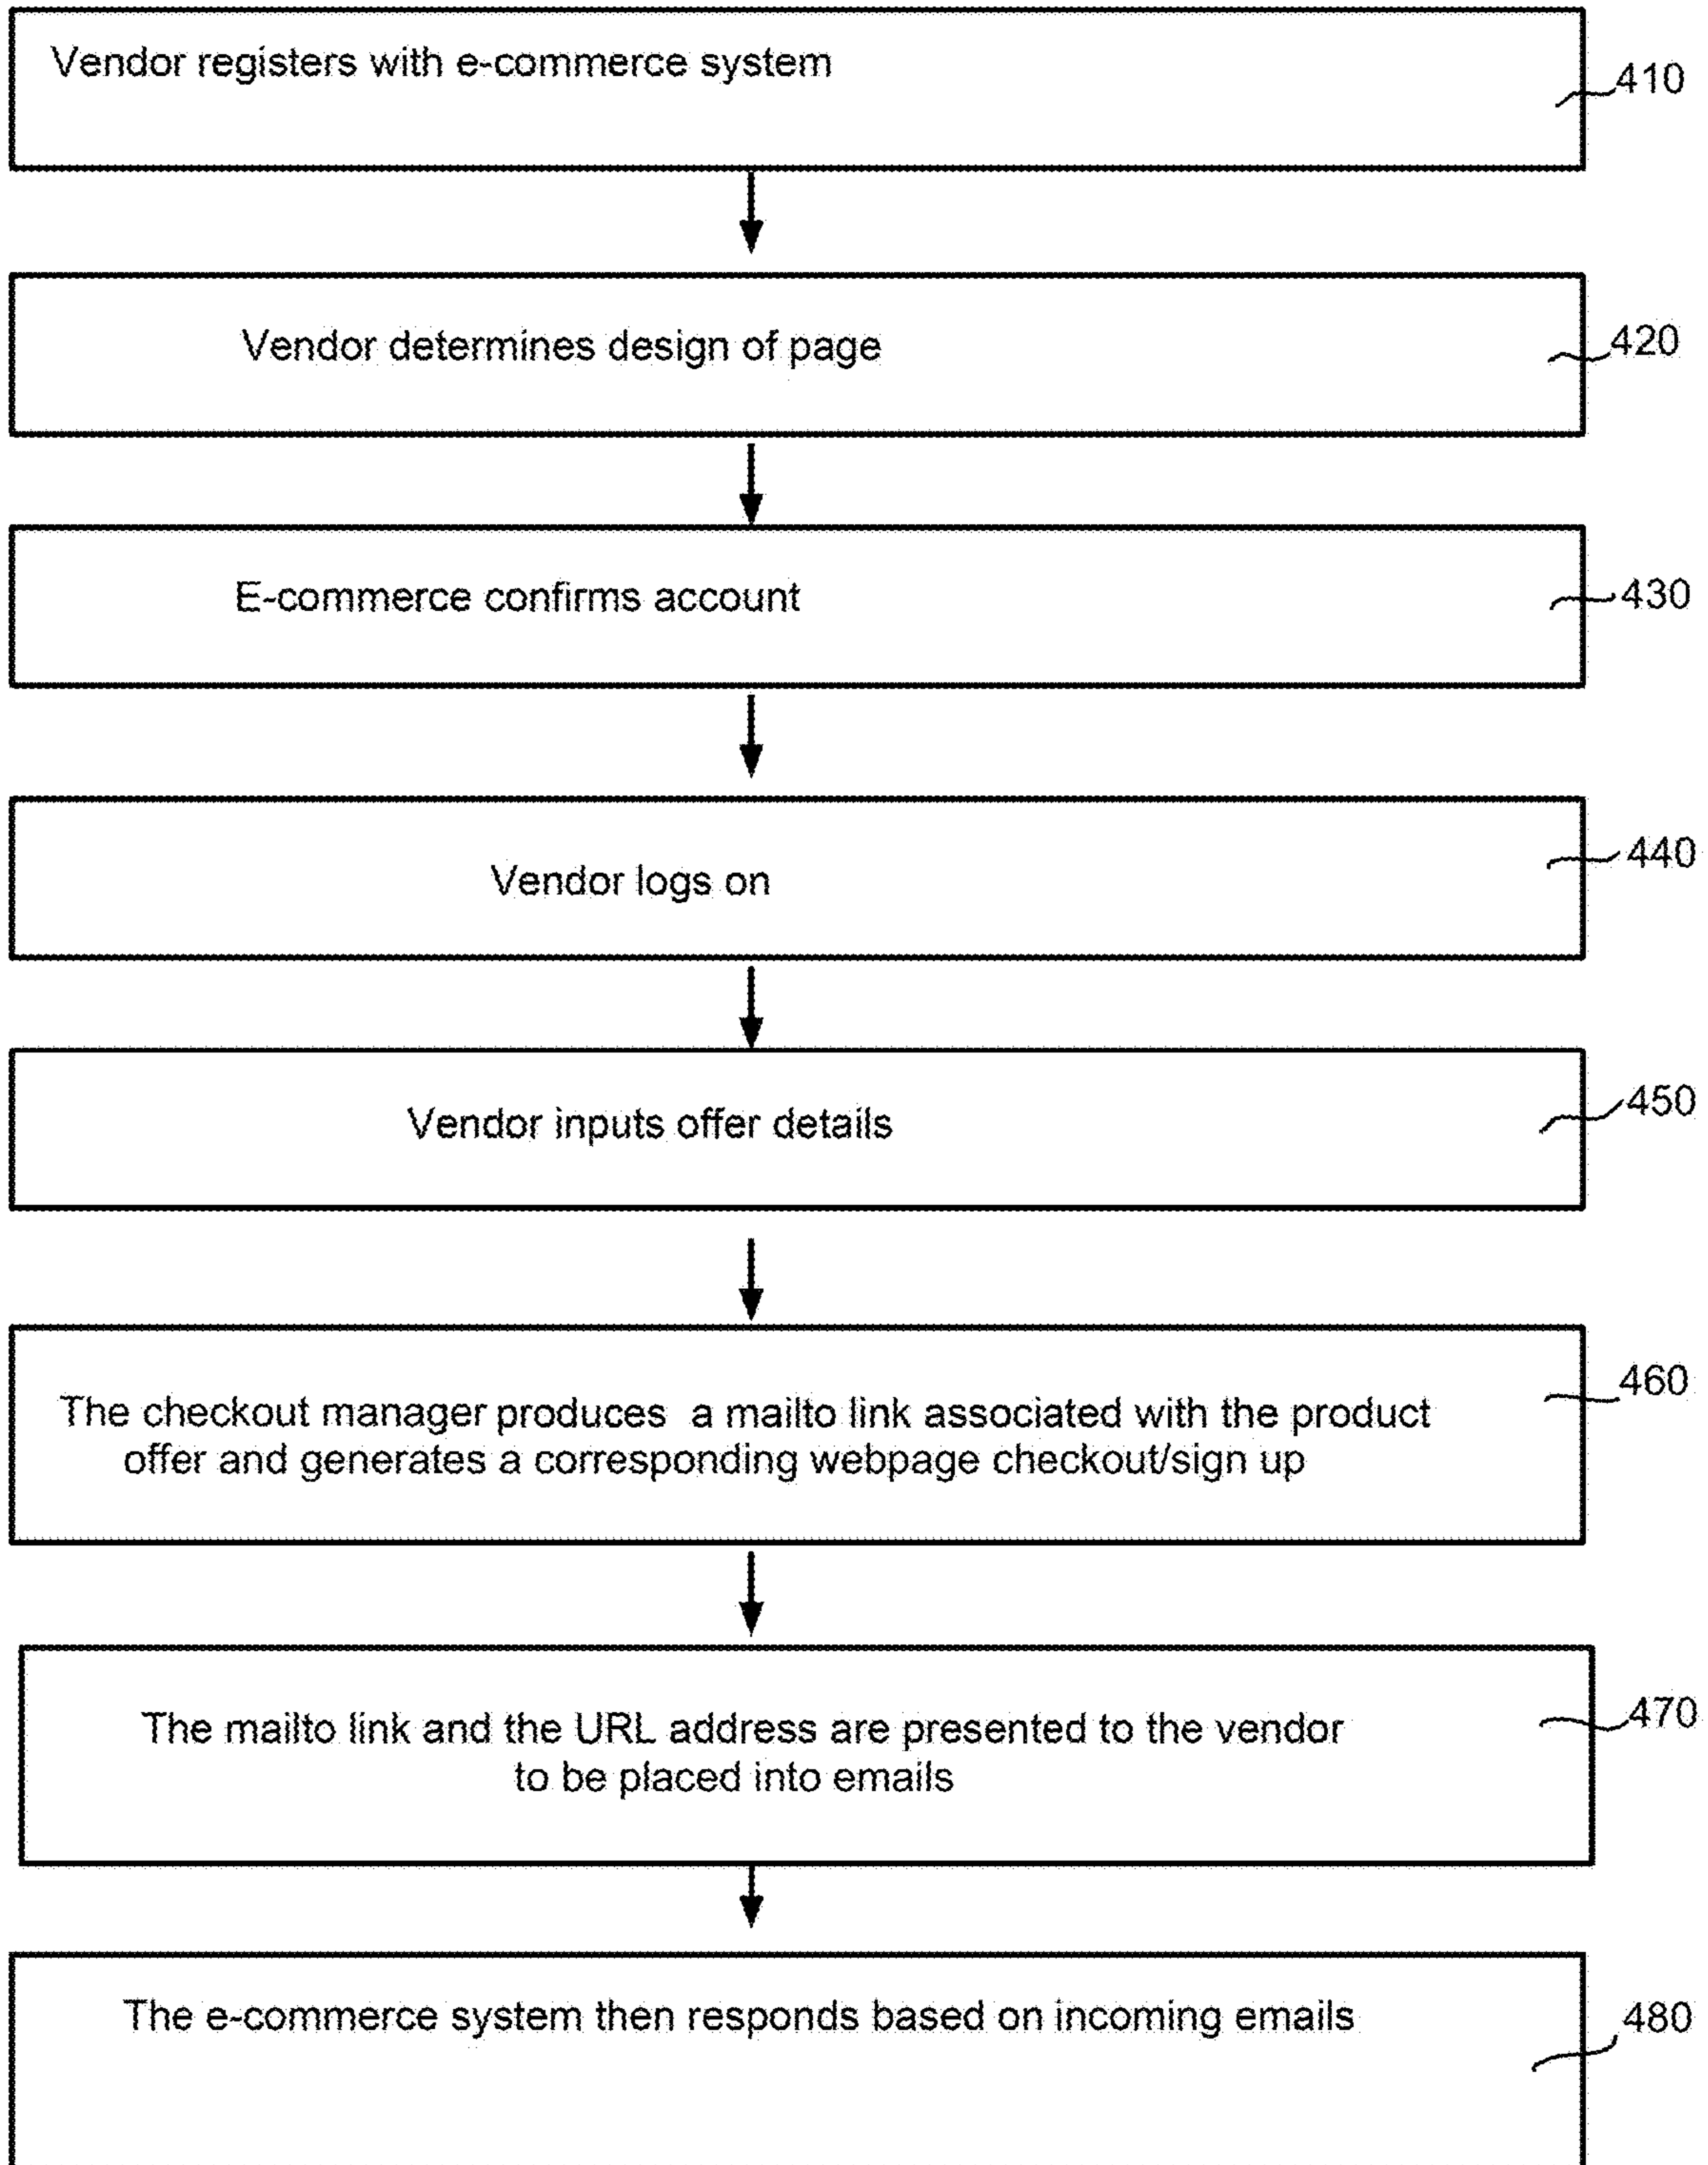 Vendor registers with e-commerce system
410
Vendor determines design of page
420
E-commerce confirms account
430
Vendor logs on
440
Vendor inputs offer details
450
The checkout manager produces a mailto link associated with the product
offer and generates a corresponding webpage checkout/sign up
460
The mailto link and the URL address are presented to the vendor
to be placed into emails
470
The e-commerce system then responds based on incoming emails
480